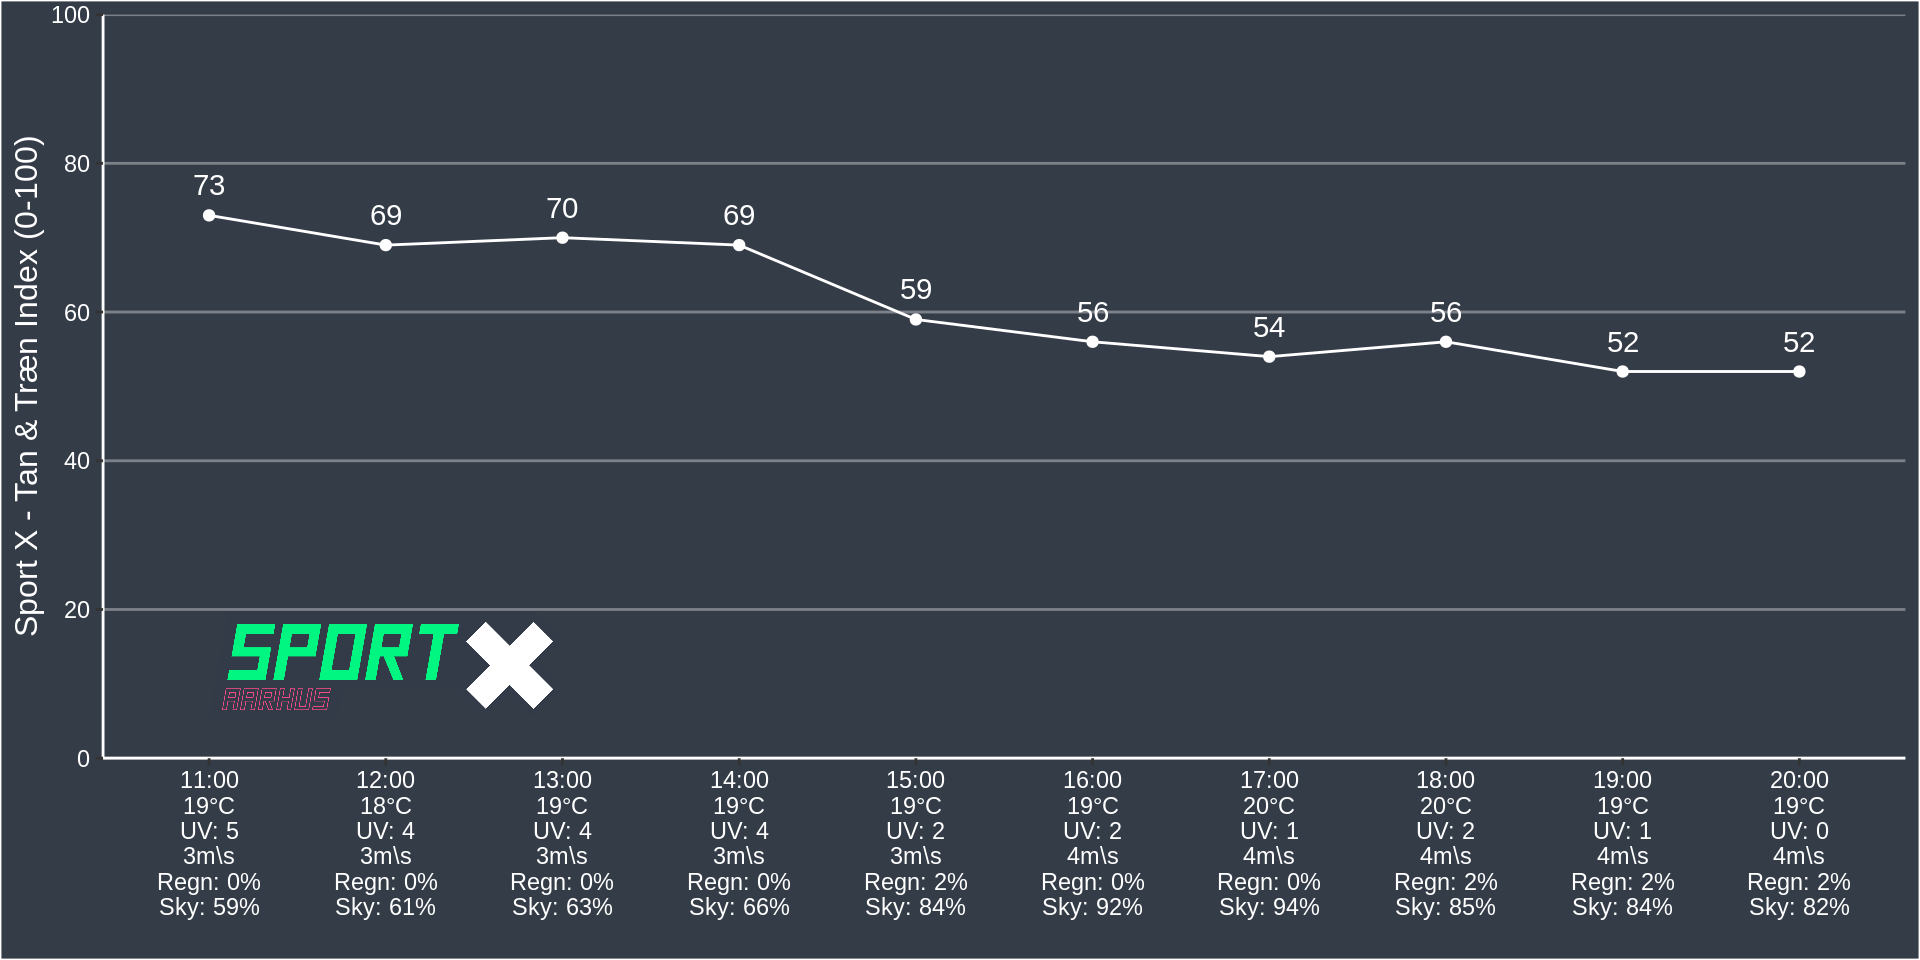 Sport X - Tan & Træn Index (0-100)
100
80
60
40
20
0
73
69
70
69
59
56
54
56
52
52
SPORT X
AARHUS
11:00 12:00 13:00 14:00 15:00 16:00 17:00 18:00 19:00 20:00
19°C 18°C 19°C 19°C 19°C 19°C 20°C 20°C 19°C 19°C
UV: 5 UV: 4 UV: 4 UV: 4 UV: 2 UV: 2 UV: 1 UV: 2 UV: 1 UV: 0
3m\s 3m\s 3m\s 3m\s 3m\s 4m\s 4m\s 4m\s 4m\s 4m\s
Regn: 0% Regn: 0% Regn: 0% Regn: 0% Regn: 2% Regn: 0% Regn: 0% Regn: 2% Regn: 2% Regn: 2%
Sky: 59% Sky: 61% Sky: 63% Sky: 66% Sky: 84% Sky: 92% Sky: 94% Sky: 85% Sky: 84% Sky: 82%